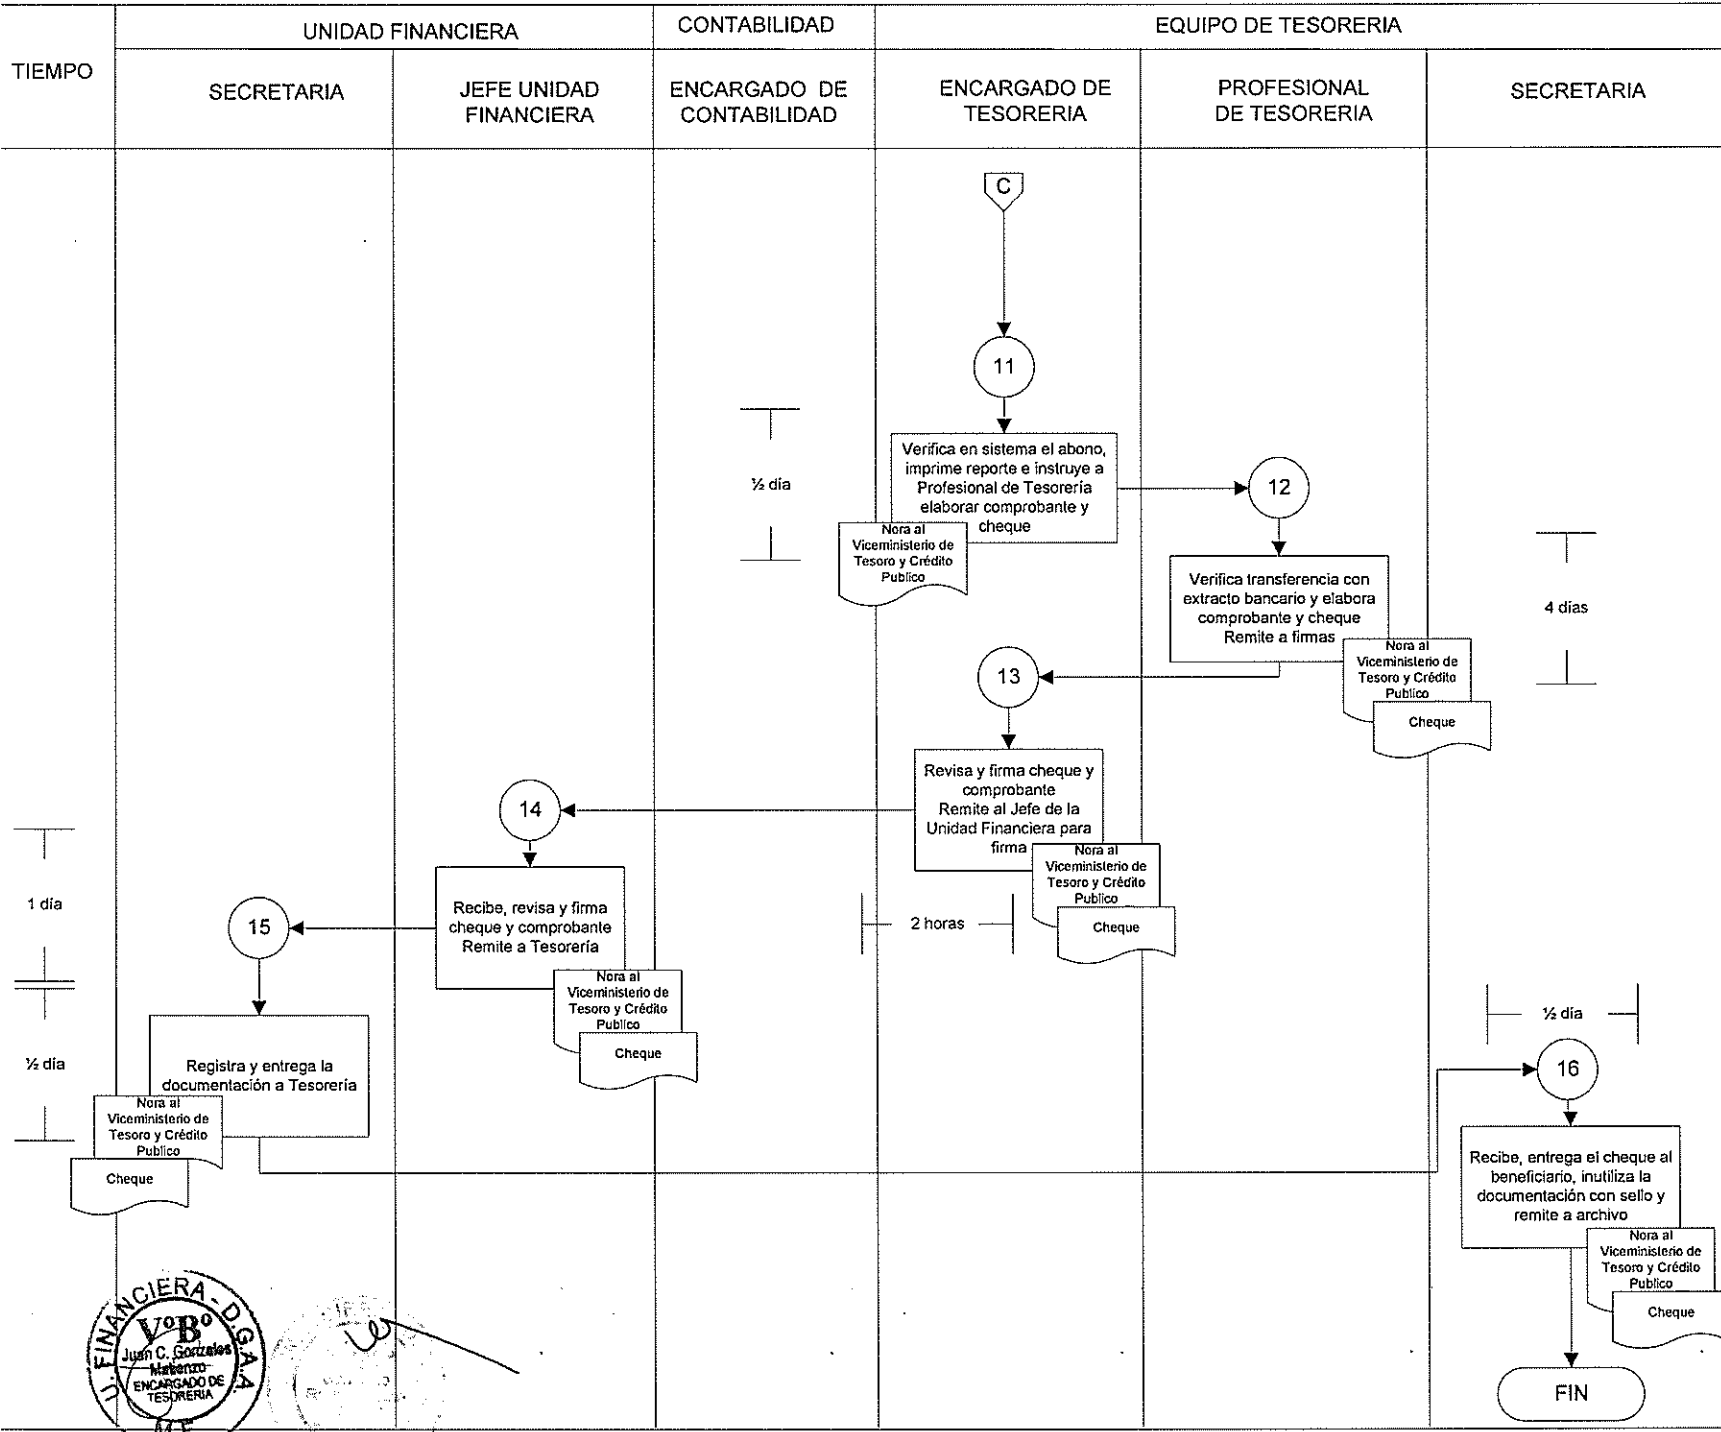 TIEMPO
UNIDAD FINANCIERA
CONTABILIDAD
EQUIPO DE TESORERIA
SECRETARIA
JEFE UNIDAD
FINANCIERA
ENCARGADO DE
CONTABILIDAD
ENCARGADO DE
TESORERIA
PROFESIONAL
DE TESORERIA
SECRETARIA
C
11
½ día
Verifica en sistema el abono,
imprime reporte e instruye a
Profesional de Tesorería
elaborar comprobante y
cheque
Nora al
Viceministerio de
Tesoro y Crédito
Publico
12
Verifica transferencia con
extracto bancario y elabora
comprobante y cheque
Remite a firmas
Nora al
Viceministerio de
Tesoro y Crédito
Publico
Cheque
4 días
13
Revisa y firma cheque y
comprobante
Remite al Jefe de la
Unidad Financiera para
firma
Nora al
Viceministerio de
Tesoro y Crédito
Publico
Cheque
2 horas
14
Recibe, revisa y firma
cheque y comprobante
Remite a Tesorería
Nora al
Viceministerio de
Tesoro y Crédito
Publico
Cheque
1 día
15
½ día
Registra y entrega la
documentación a Tesorería
Nora al
Viceministerio de
Tesoro y Crédito
Publico
Cheque
½ día
16
Recibe, entrega el cheque al
beneficiario, inutiliza la
documentación con sello y
remite a archivo
Nora al
Viceministerio de
Tesoro y Crédito
Publico
Cheque
FIN
U. FINANCIERA - D.G.A.A.
VºBº
Juan C. Gonzales
ENCARGADO DE
TESORERIA